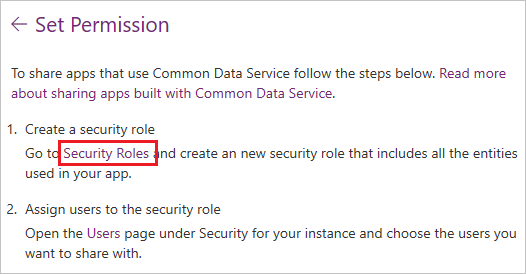 ← Set Permission
To share apps that use Common Data Service follow the steps below. Read more
about sharing apps built with Common Data Service.
1. Create a security role
Go to Security Roles and create an new security role that includes all the entities
used in your app.
2. Assign users to the security role
Open the Users page under Security for your instance and choose the users you
want to share with.